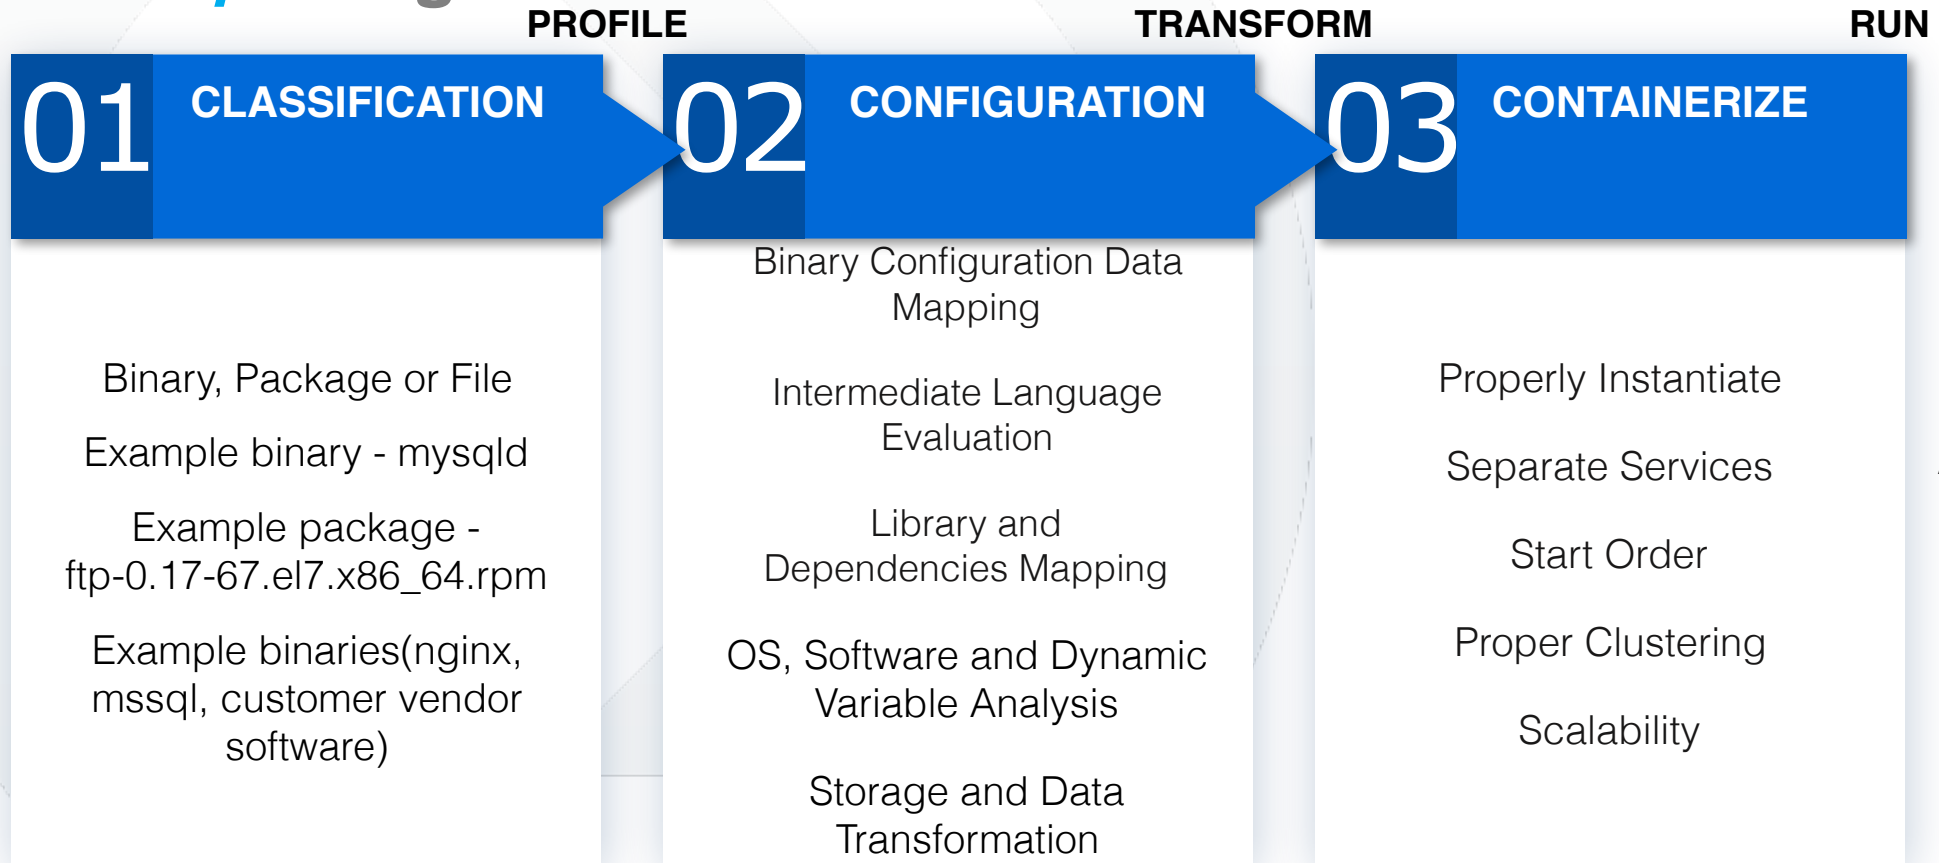 PROFILE
TRANSFORM
RUN
01
CLASSIFICATION
Binary, Package or File
Example binary - mysqld
Example package -
ftp-0.17-67.el7.x86_64.rpm
Example binaries(nginx,
mssql, customer vendor
software)
02
CONFIGURATION
Binary Configuration Data
Mapping
Intermediate Language
Evaluation
Library and
Dependencies Mapping
OS, Software and Dynamic
Variable Analysis
Storage and Data
Transformation
03
CONTAINERIZE
Properly Instantiate
Separate Services
Start Order
Proper Clustering
Scalability